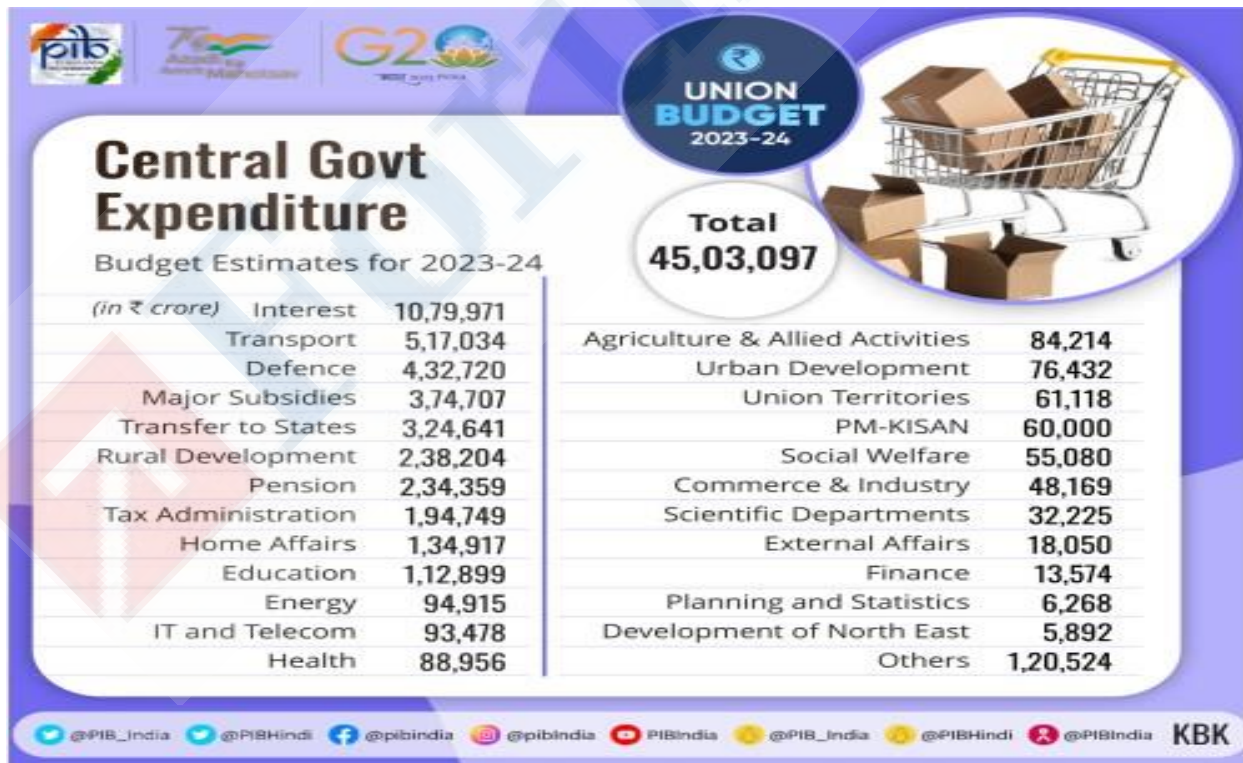 pib
G20
UNION
BUDGET
2023-24
Central Govt
Expenditure
Budget Estimates for 2023-24
Total
45,03,097
(in ₹ crore) Interest 10,79,971
Transport 5,17,034
Defence 4,32,720
Major Subsidies 3,74,707
Transfer to States 3,24,641
Rural Development 2,38,204
Pension 2,34,359
Tax Administration 1,94,749
Home Affairs 1,34,917
Education 1,12,899
Energy 94,915
IT and Telecom 93,478
Health 88,956
Agriculture & Allied Activities 84,214
Urban Development 76,432
Union Territories 61,118
PM-KISAN 60,000
Social Welfare 55,080
Commerce & Industry 48,169
Scientific Departments 32,225
External Affairs 18,050
Finance 13,574
Planning and Statistics 6,268
Development of North East 5,892
Others 1,20,524
@PIB_India @PIBHindi @pibindia @pibindia PIBIndia @PIB_India @PIBHindi @PIBIndia KBK